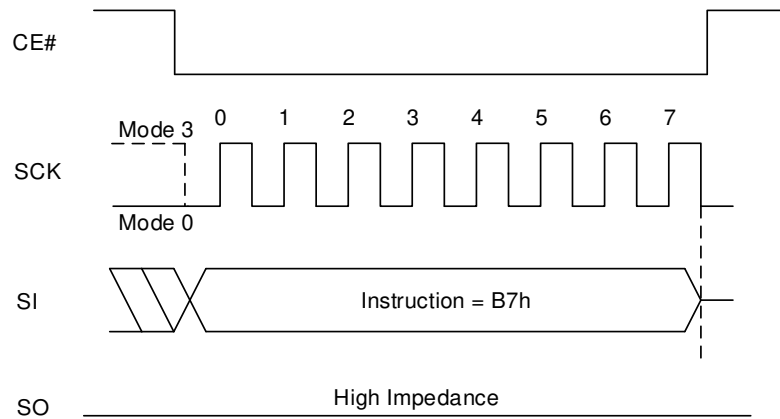 CE#
Mode 3
0 1 2 3 4 5 6 7
SCK
Mode 0
SI
Instruction = B7h
SO
High Impedance